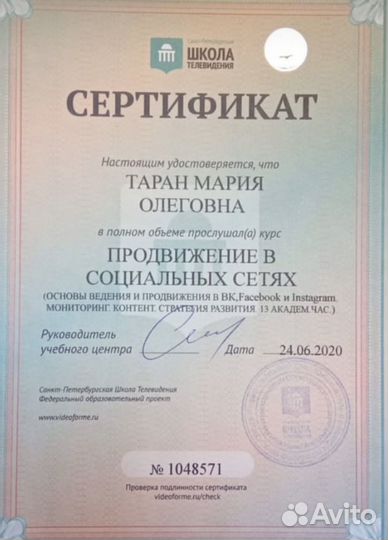 Санкт-Петербургская
ШКОЛА
ТЕЛЕВИДЕНИЯ
СЕРТИФИКАТ
Настоящим удостоверяется, что
ТАРАН МАРИЯ
ОЛЕГОВНА
в полном объеме прослушал(а) курс
ПРОДВИЖЕНИЕ В
СОЦИАЛЬНЫХ СЕТЯХ
(ОСНОВЫ ВЕДЕНИЯ И ПРОДВИЖЕНИЯ В ВК,Facebook и Instagram.
МОНИТОРИНГ. КОНТЕНТ. СТРАТЕГИЯ РАЗВИТИЯ. 13 АКАДЕМ.ЧАС.)
Руководитель
учебного центра Дата 24.06.2020
Санкт-Петербургская Школа Телевидения
Федеральный образовательный проект
www.videoforme.ru
ШКОЛА
№ 1048571
Проверка подлинности сертификата
videoforme.ru/check
Avito